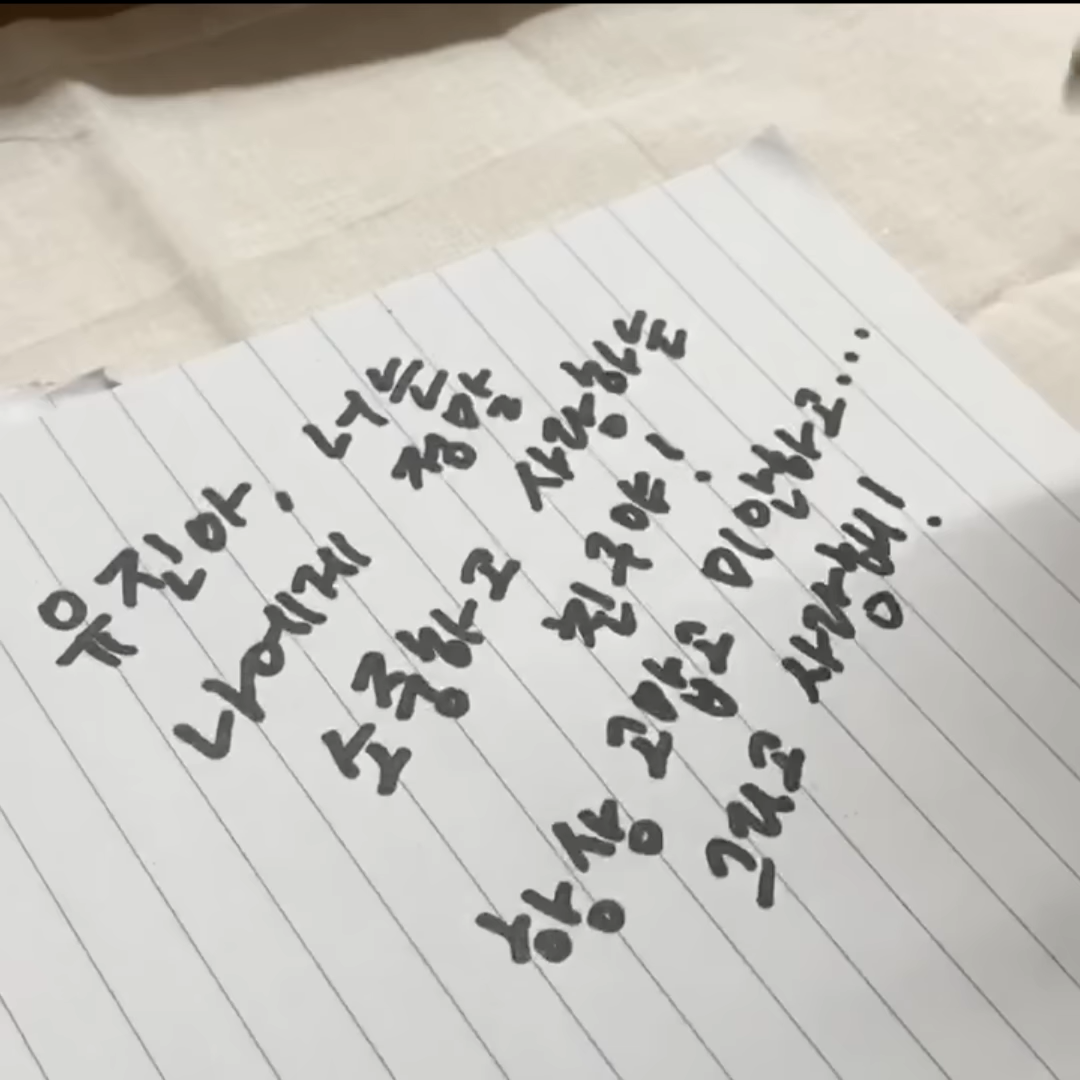 유진아, 너는
나에게 정말
소중하고 사랑하는
친구야!
항상 고맙고 미안하고...
그리고 사랑해!